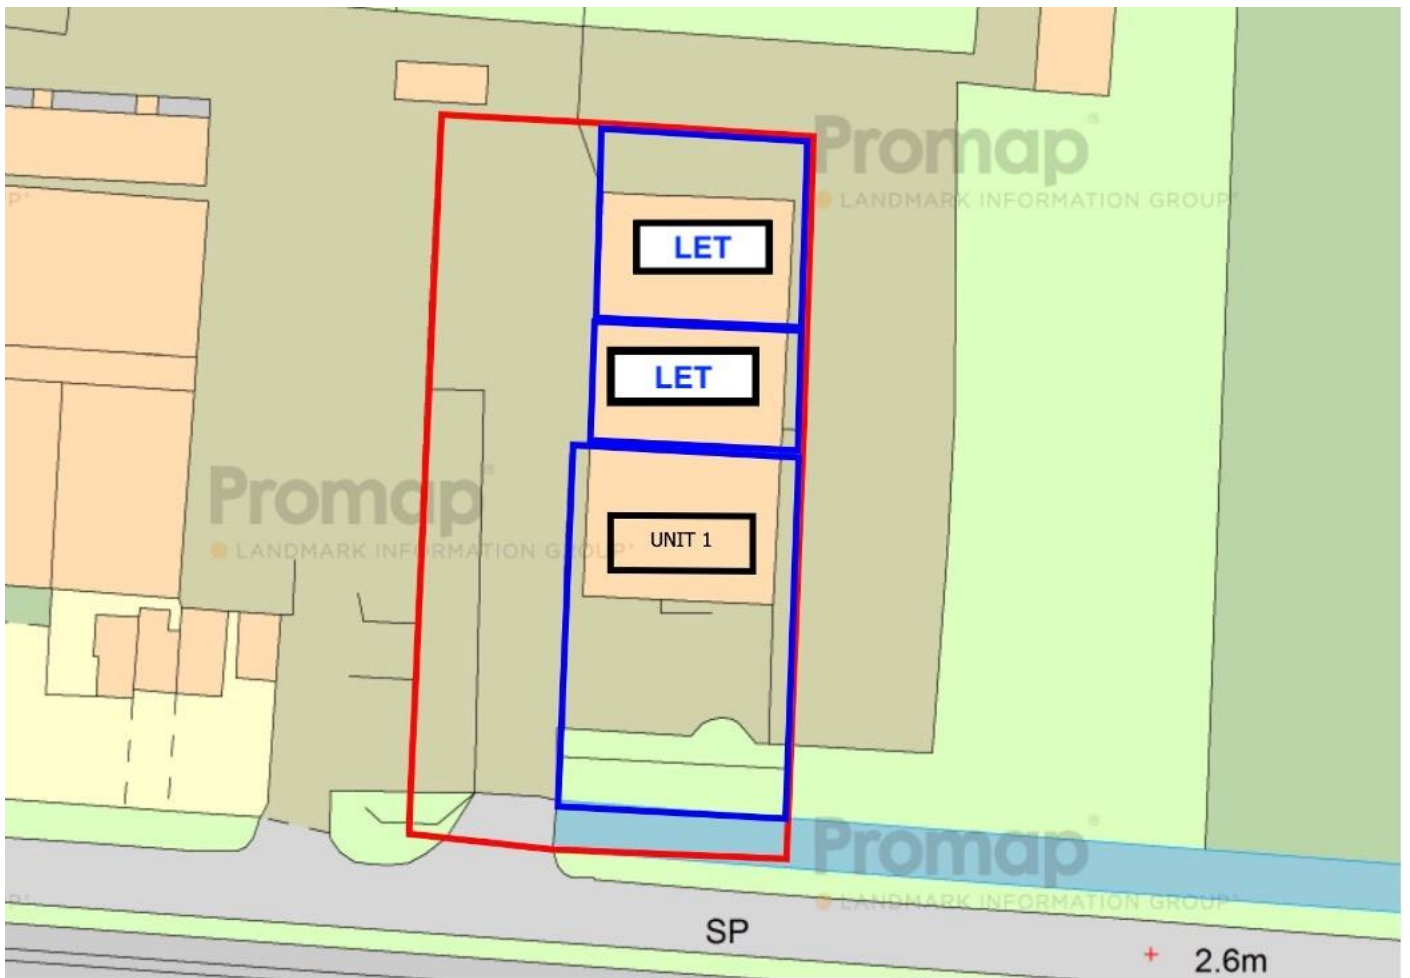 Promap
LANDMARK INFORMATION GROUP
P
LET
LET
Promap
LANDMARK INFORMATION GROUP
UNIT 1
Promap
LANDMARK INFORMATION GROUP
SP
2.6m